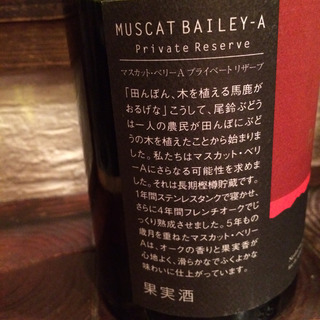 MUSCAT BAILEY-A
Private Reserve
マスカット・ベリーA プライベート リザーブ
「田んぼん、木を植える馬鹿が
おるげな」こうして、尾鈴ぶどう
は一人の農民が田んぼにぶど
うの木を植えたことから始まり
ました。私たちはマスカット・ベリ
ーAにさらなる可能性を求めま
した。それは長期樫樽貯蔵です。
1年間ステンレスタンクで寝かせ、
さらに4年間フレンチオークでじ
っくり熟成させました。5年もの
歳月を重ねたマスカット・ベリー
Aは、オークの香りと果実香が
心地よく、滑らかなでふくよかな
味わいに仕上がっています。
果実酒